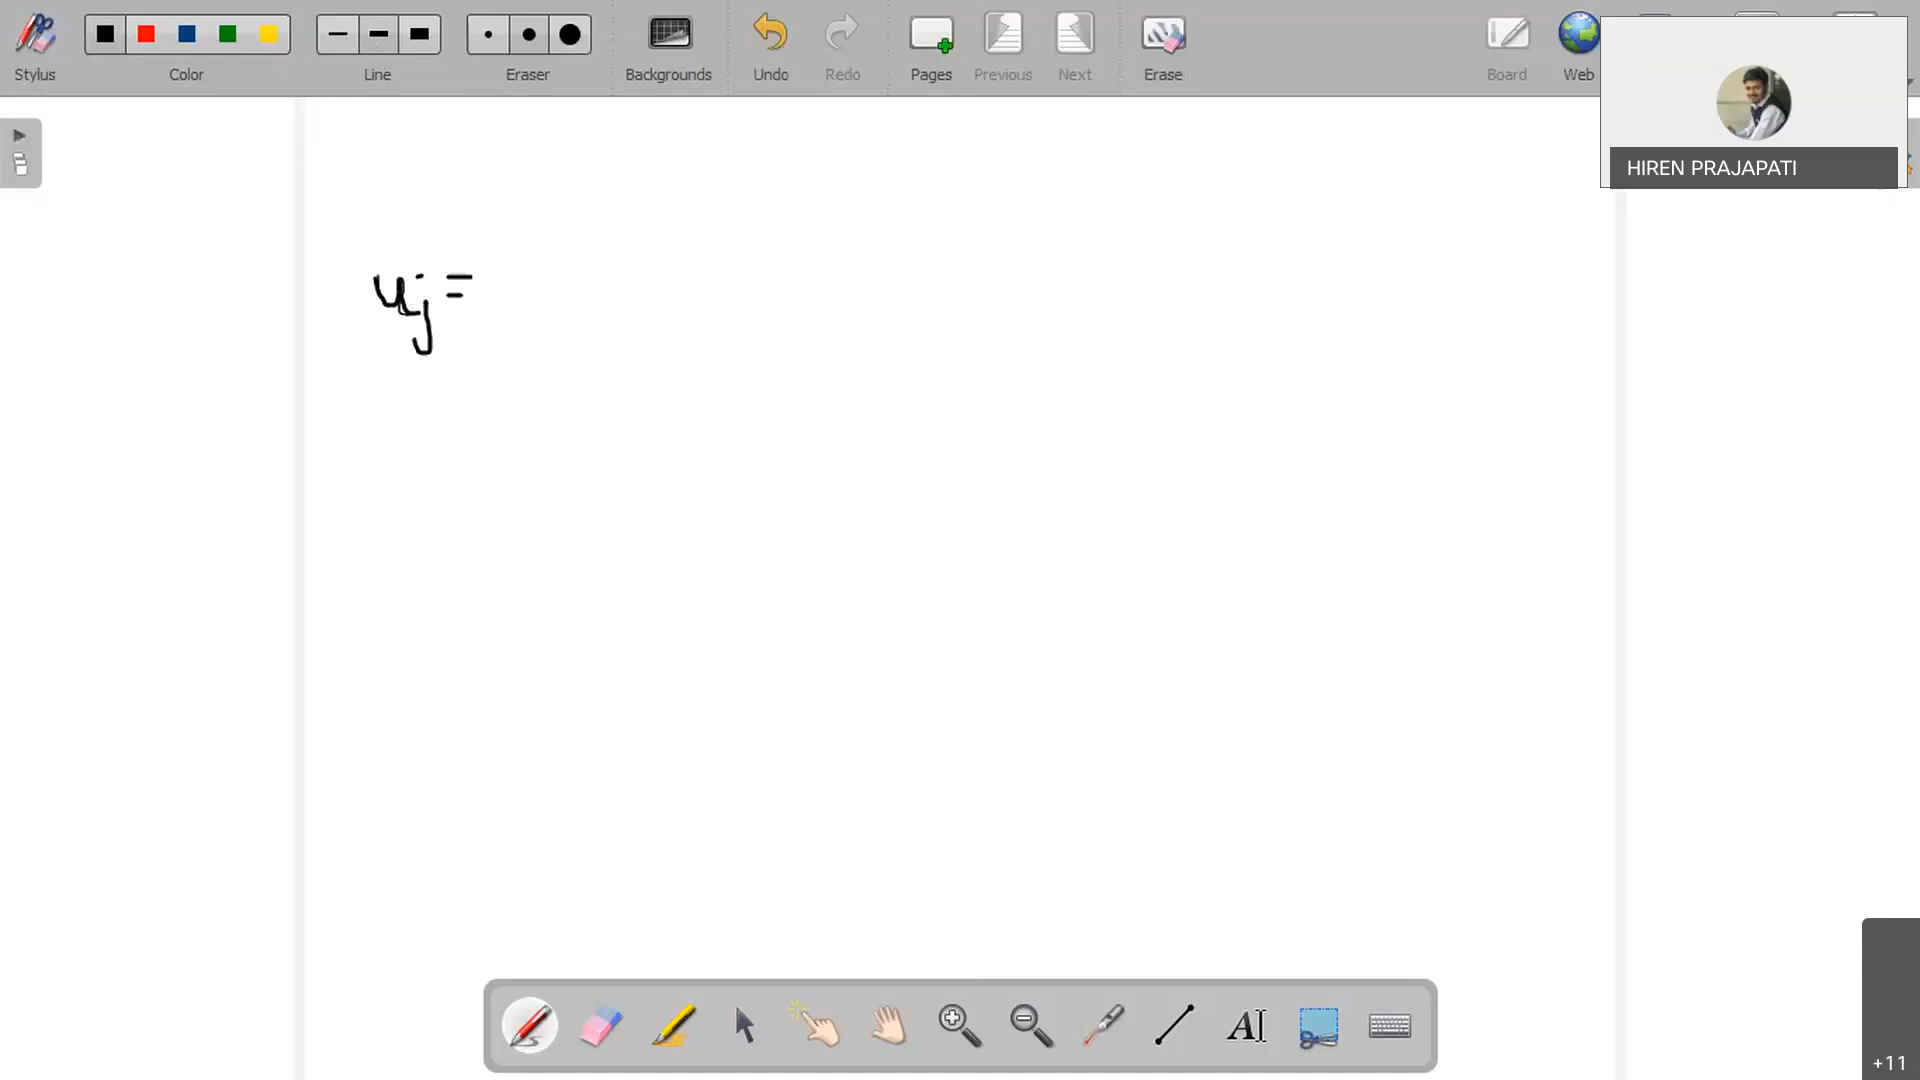 Stylus Color Line Eraser Backgrounds Undo Redo Pages Previous Next Erase Board Web
HIREN PRAJAPATI
uj =
+11